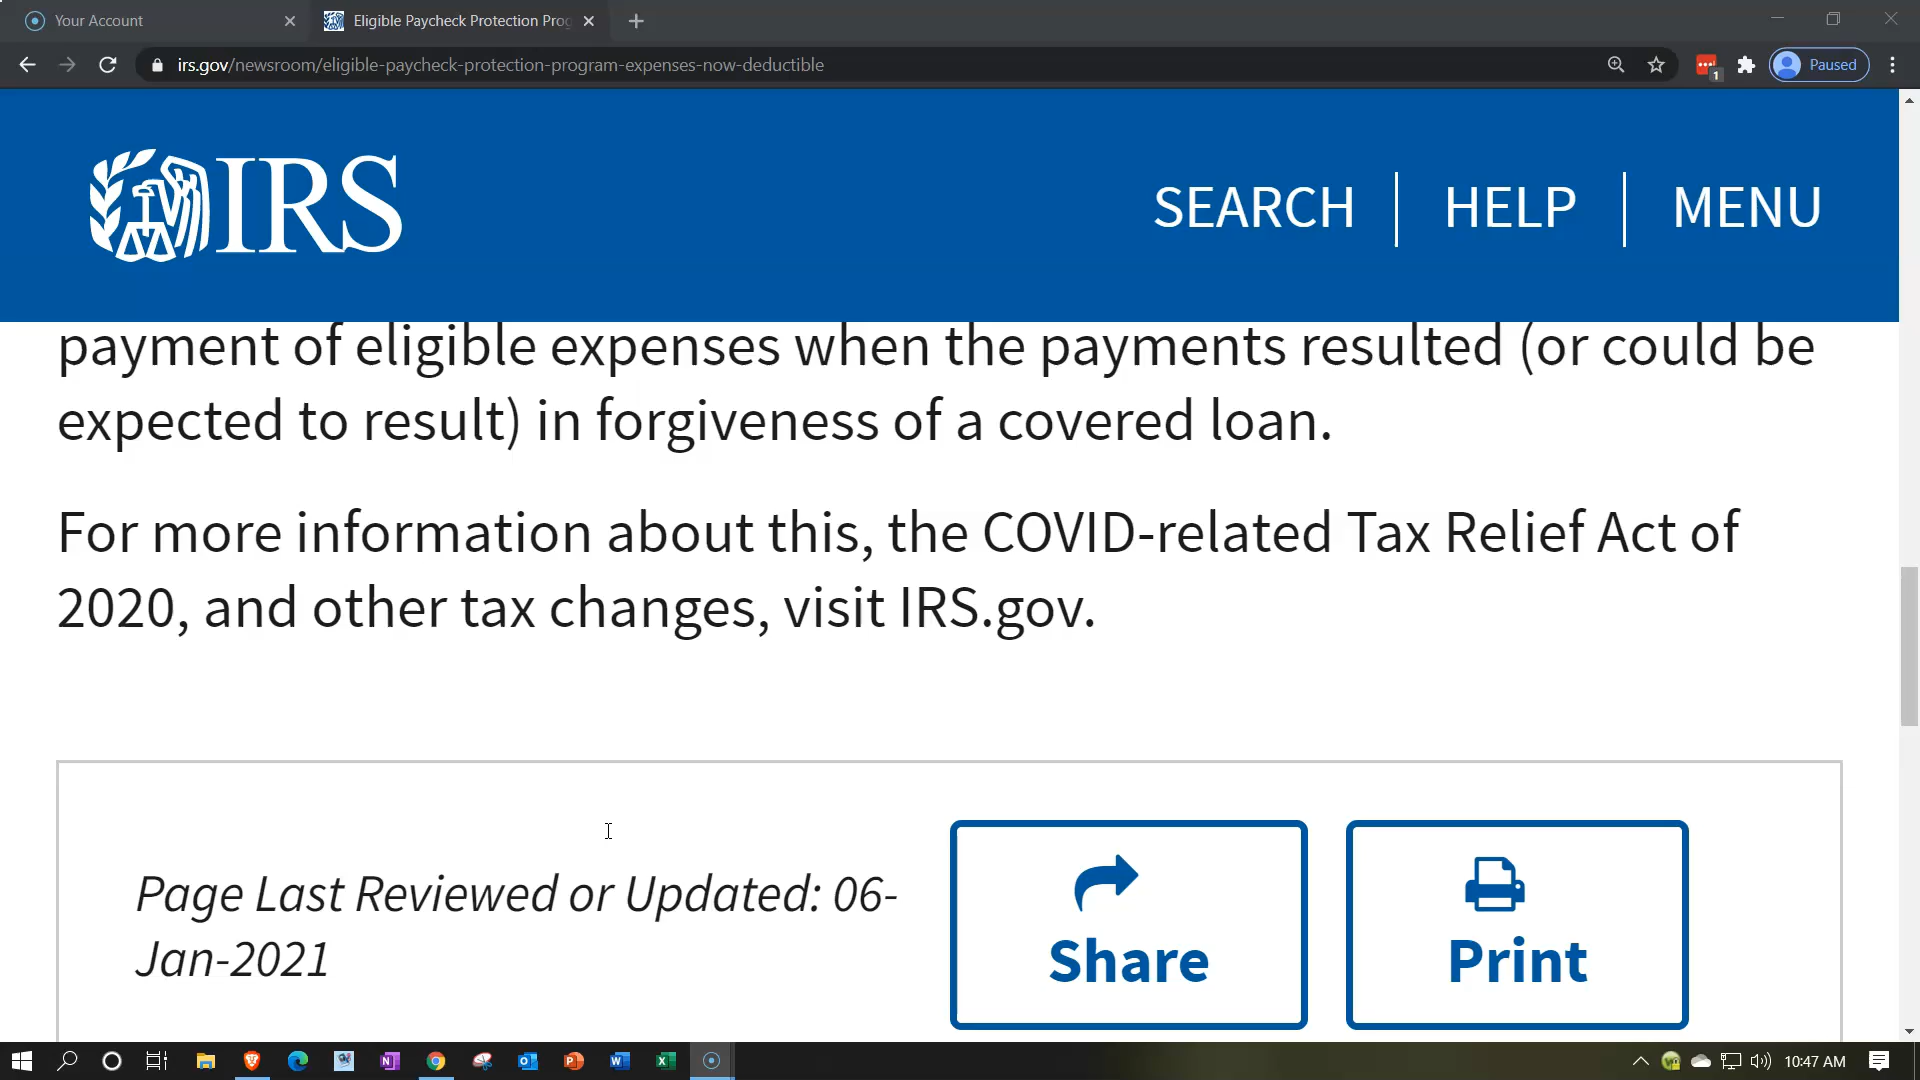 Your Account
Eligible Paycheck Protection Prog
irs.gov/newsroom/eligible-paycheck-protection-program-expenses-now-deductible
1
Paused
IRS
SEARCH
HELP
MENU
payment of eligible expenses when the payments resulted (or could be
expected to result) in forgiveness of a covered loan.
For more information about this, the COVID-related Tax Relief Act of
2020, and other tax changes, visit IRS.gov.
Page Last Reviewed or Updated: 06-
Jan-2021
Share
Print
10:47 AM